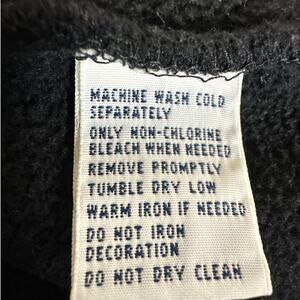 MACHINE WASH COLD
SEPARATELY
ONLY NON-CHLORINE
BLEACH WHEN NEEDED
REMOVE PROMPTLY
TUMBLE DRY LOW
WARM IRON IF NEEDED
DO NOT IRON
DECORATION
DO NOT DRY CLEAN